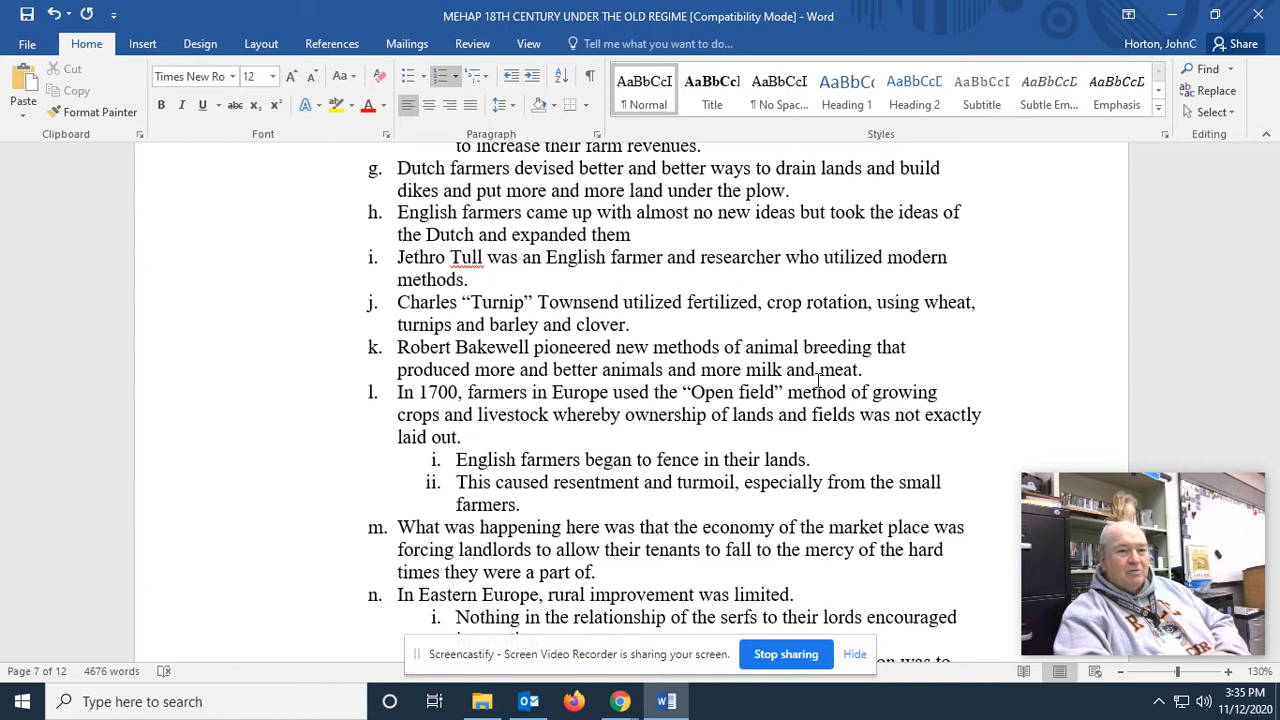 MEHAP 18TH CENTURY UNDER THE OLD REGIME [Compatibility Mode] - Word
File Home Insert Design Layout References Mailings Review View Tell me what you want to do... Horton, JohnC Share
Paste Cut Copy Format Painter
Times New Ro 12
AaBbCcI AaBbCcI AaBbCcI AaBbCcI AaBbCcI AaBbCcI AaBbCcI AaBbCcI
¶ Normal Title ¶ No Spac... Heading 1 Heading 2 Subtitle Subtle Em... Emphasis
Find Replace Select
Clipboard Font Paragraph Styles Editing
to increase their farm revenues.
g. Dutch farmers devised better and better ways to drain lands and build
dikes and put more and more land under the plow.
h. English farmers came up with almost no new ideas but took the ideas of
the Dutch and expanded them
i. Jethro Tull was an English farmer and researcher who utilized modern
methods.
j. Charles “Turnip” Townsend utilized fertilized, crop rotation, using wheat,
turnips and barley and clover.
k. Robert Bakewell pioneered new methods of animal breeding that
produced more and better animals and more milk and meat.
l. In 1700, farmers in Europe used the “Open field” method of growing
crops and livestock whereby ownership of lands and fields was not exactly
laid out.
i. English farmers began to fence in their lands.
ii. This caused resentment and turmoil, especially from the small
farmers.
m. What was happening here was that the economy of the market place was
forcing landlords to allow their tenants to fall to the mercy of the hard
times they were a part of.
n. In Eastern Europe, rural improvement was limited.
i. Nothing in the relationship of the serfs to their lords encouraged
Screencastify - Screen Video Recorder is sharing your screen. Stop sharing Hide
Page 7 of 12 4676 words 130%
Type here to search 3:35 PM
11/12/2020